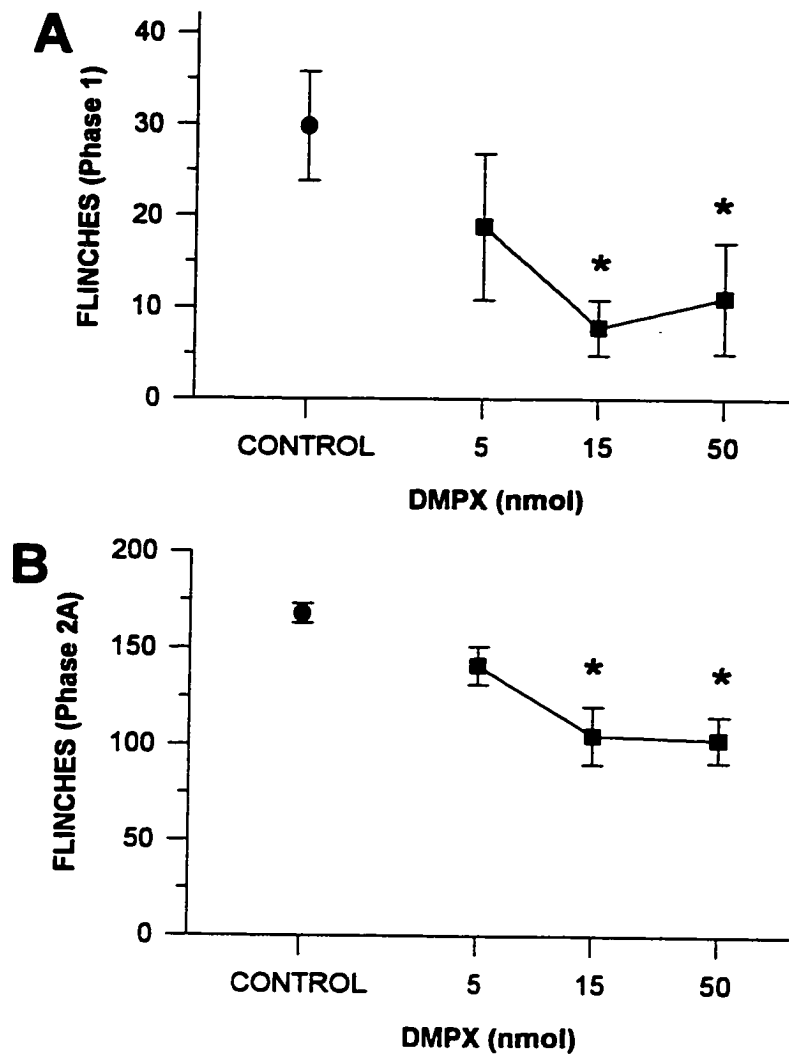 A
FLINCHES (Phase 1)
40
30
20
10
0
*
*
CONTROL 5 15 50
DMPX (nmol)
B
FLINCHES (Phase 2A)
200
150
100
50
0
*
*
CONTROL 5 15 50
DMPX (nmol)